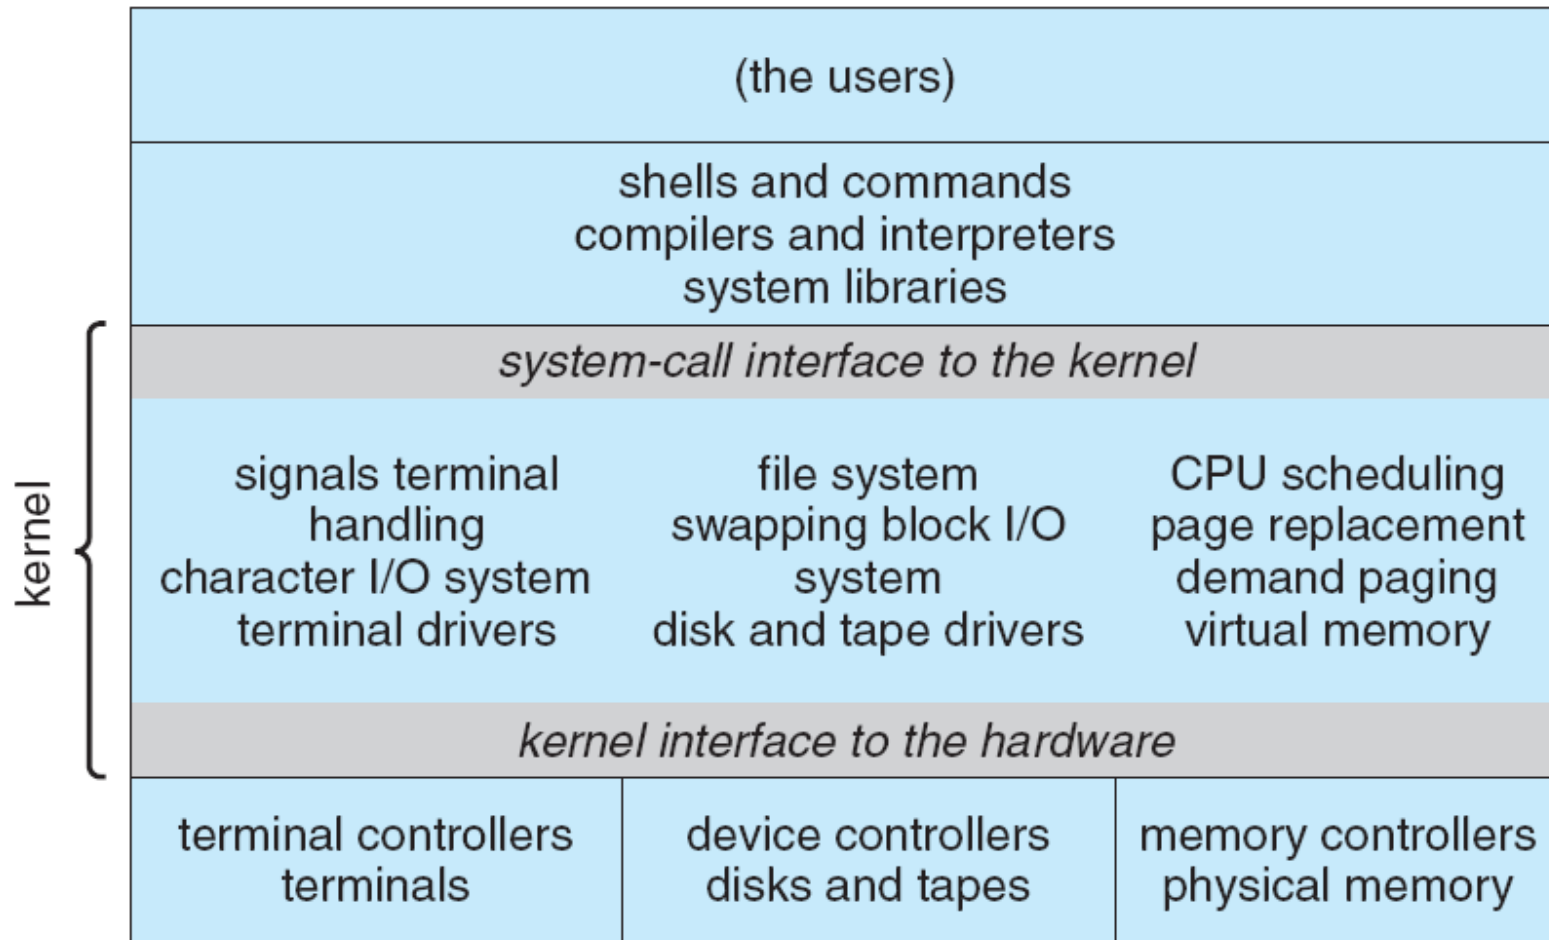 (the users)
shells and commands
compilers and interpreters
system libraries
system-call interface to the kernel
kernel
signals terminal
handling
character I/O system
terminal drivers
file system
swapping block I/O
system
disk and tape drivers
CPU scheduling
page replacement
demand paging
virtual memory
kernel interface to the hardware
terminal controllers
terminals
device controllers
disks and tapes
memory controllers
physical memory